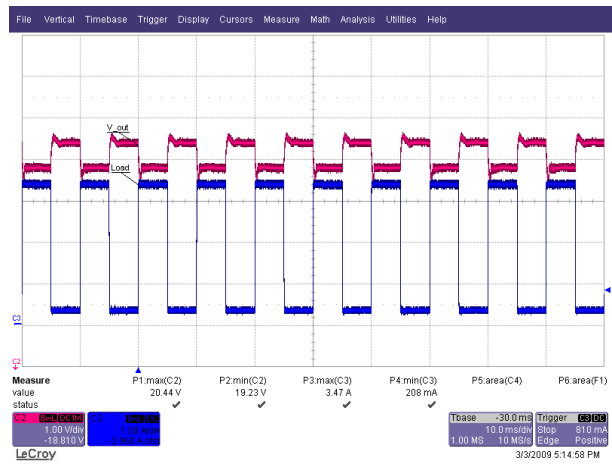 File Vertical Timebase Trigger Display Cursors Measure Math Analysis Utilities Help
V_out
Load
C3
C2
Measure P1:max(C2) P2:min(C2) P3:max(C3) P4:min(C3) P5:area(C4) P6:area(F1)
value 20.44 V 19.23 V 3.47 A 208 mA
status
C2 BwL DC1M
1.00 V/div
-18.810 V
Tbase -30.0 ms
10.0 ms/div
1.00 MS 10 MS/s
Trigger C3 DC
Stop 810 mA
Edge Positive
LeCroy
3/3/2009 5:14:58 PM